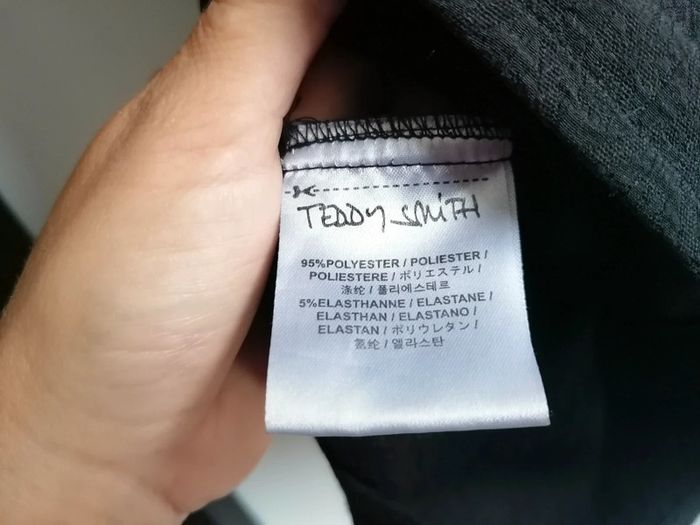 TEDDY SMITH
95%POLYESTER / POLIESTER /
POLIESTERE / ポリエステル /
涤纶 / 폴리에스테르
5%ELASTHANNE / ELASTANE /
ELASTHAN / ELASTANO /
ELASTAN / ポリウレタン /
氨纶 / 엘라스탄